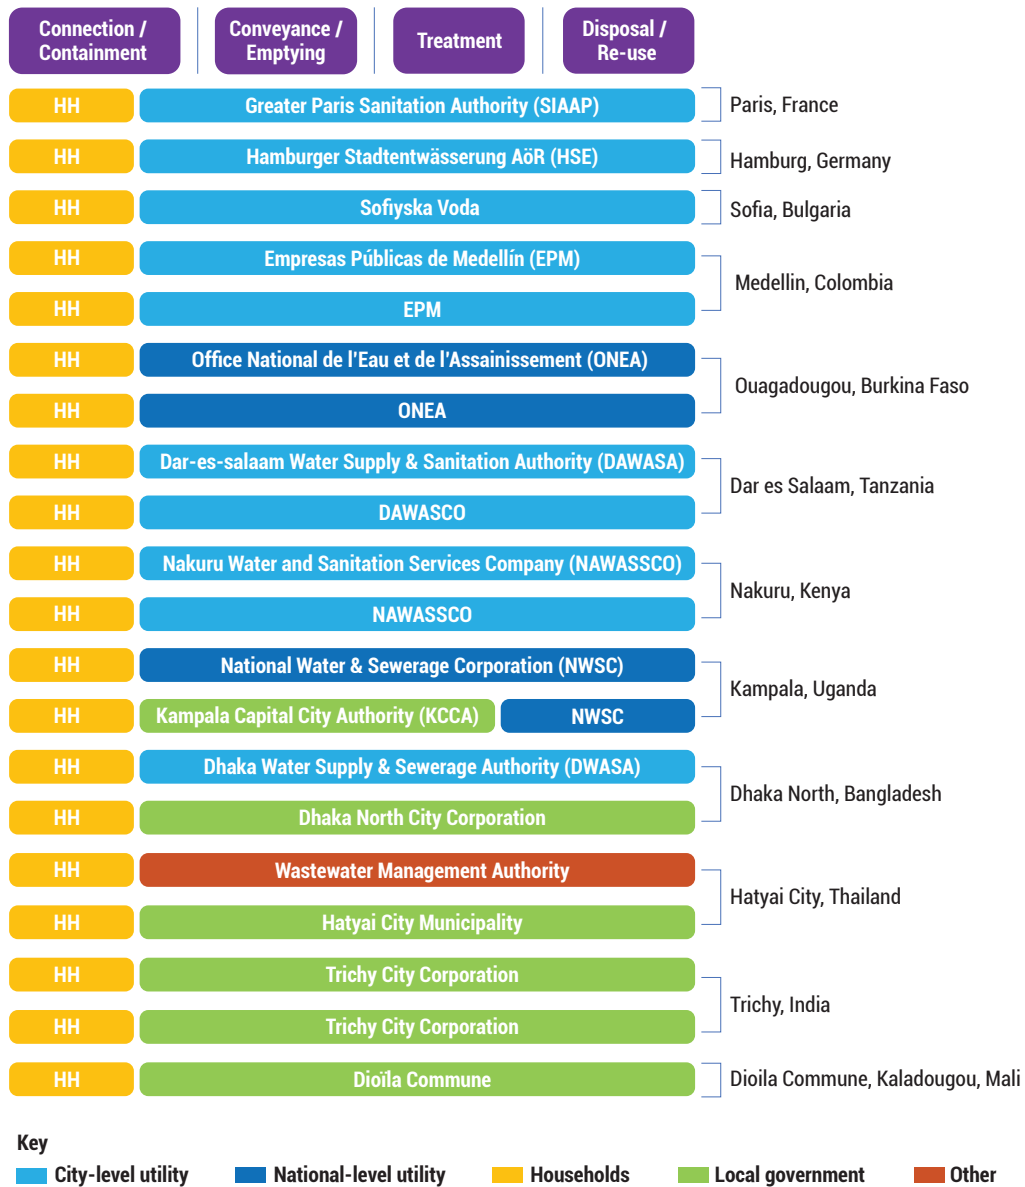 Connection /
Containment
Conveyance /
Emptying
Treatment
Disposal /
Re-use
HH
Greater Paris Sanitation Authority (SIAAP)
Paris, France
HH
Hamburger Stadtentwässerung AöR (HSE)
Hamburg, Germany
HH
Sofiyska Voda
Sofia, Bulgaria
HH
Empresas Públicas de Medellín (EPM)
Medellin, Colombia
HH
EPM
HH
Office National de l'Eau et de l'Assainissement (ONEA)
Ouagadougou, Burkina Faso
HH
ONEA
HH
Dar-es-salaam Water Supply & Sanitation Authority (DAWASA)
Dar es Salaam, Tanzania
HH
DAWASCO
HH
Nakuru Water and Sanitation Services Company (NAWASSCO)
Nakuru, Kenya
HH
NAWASSCO
HH
National Water & Sewerage Corporation (NWSC)
Kampala, Uganda
HH
Kampala Capital City Authority (KCCA)
NWSC
HH
Dhaka Water Supply & Sewerage Authority (DWASA)
Dhaka North, Bangladesh
HH
Dhaka North City Corporation
HH
Wastewater Management Authority
Hatyai City, Thailand
HH
Hatyai City Municipality
HH
Trichy City Corporation
Trichy, India
HH
Trichy City Corporation
HH
Dioïla Commune
Dioila Commune, Kaladougou, Mali
Key
City-level utility
National-level utility
Households
Local government
Other